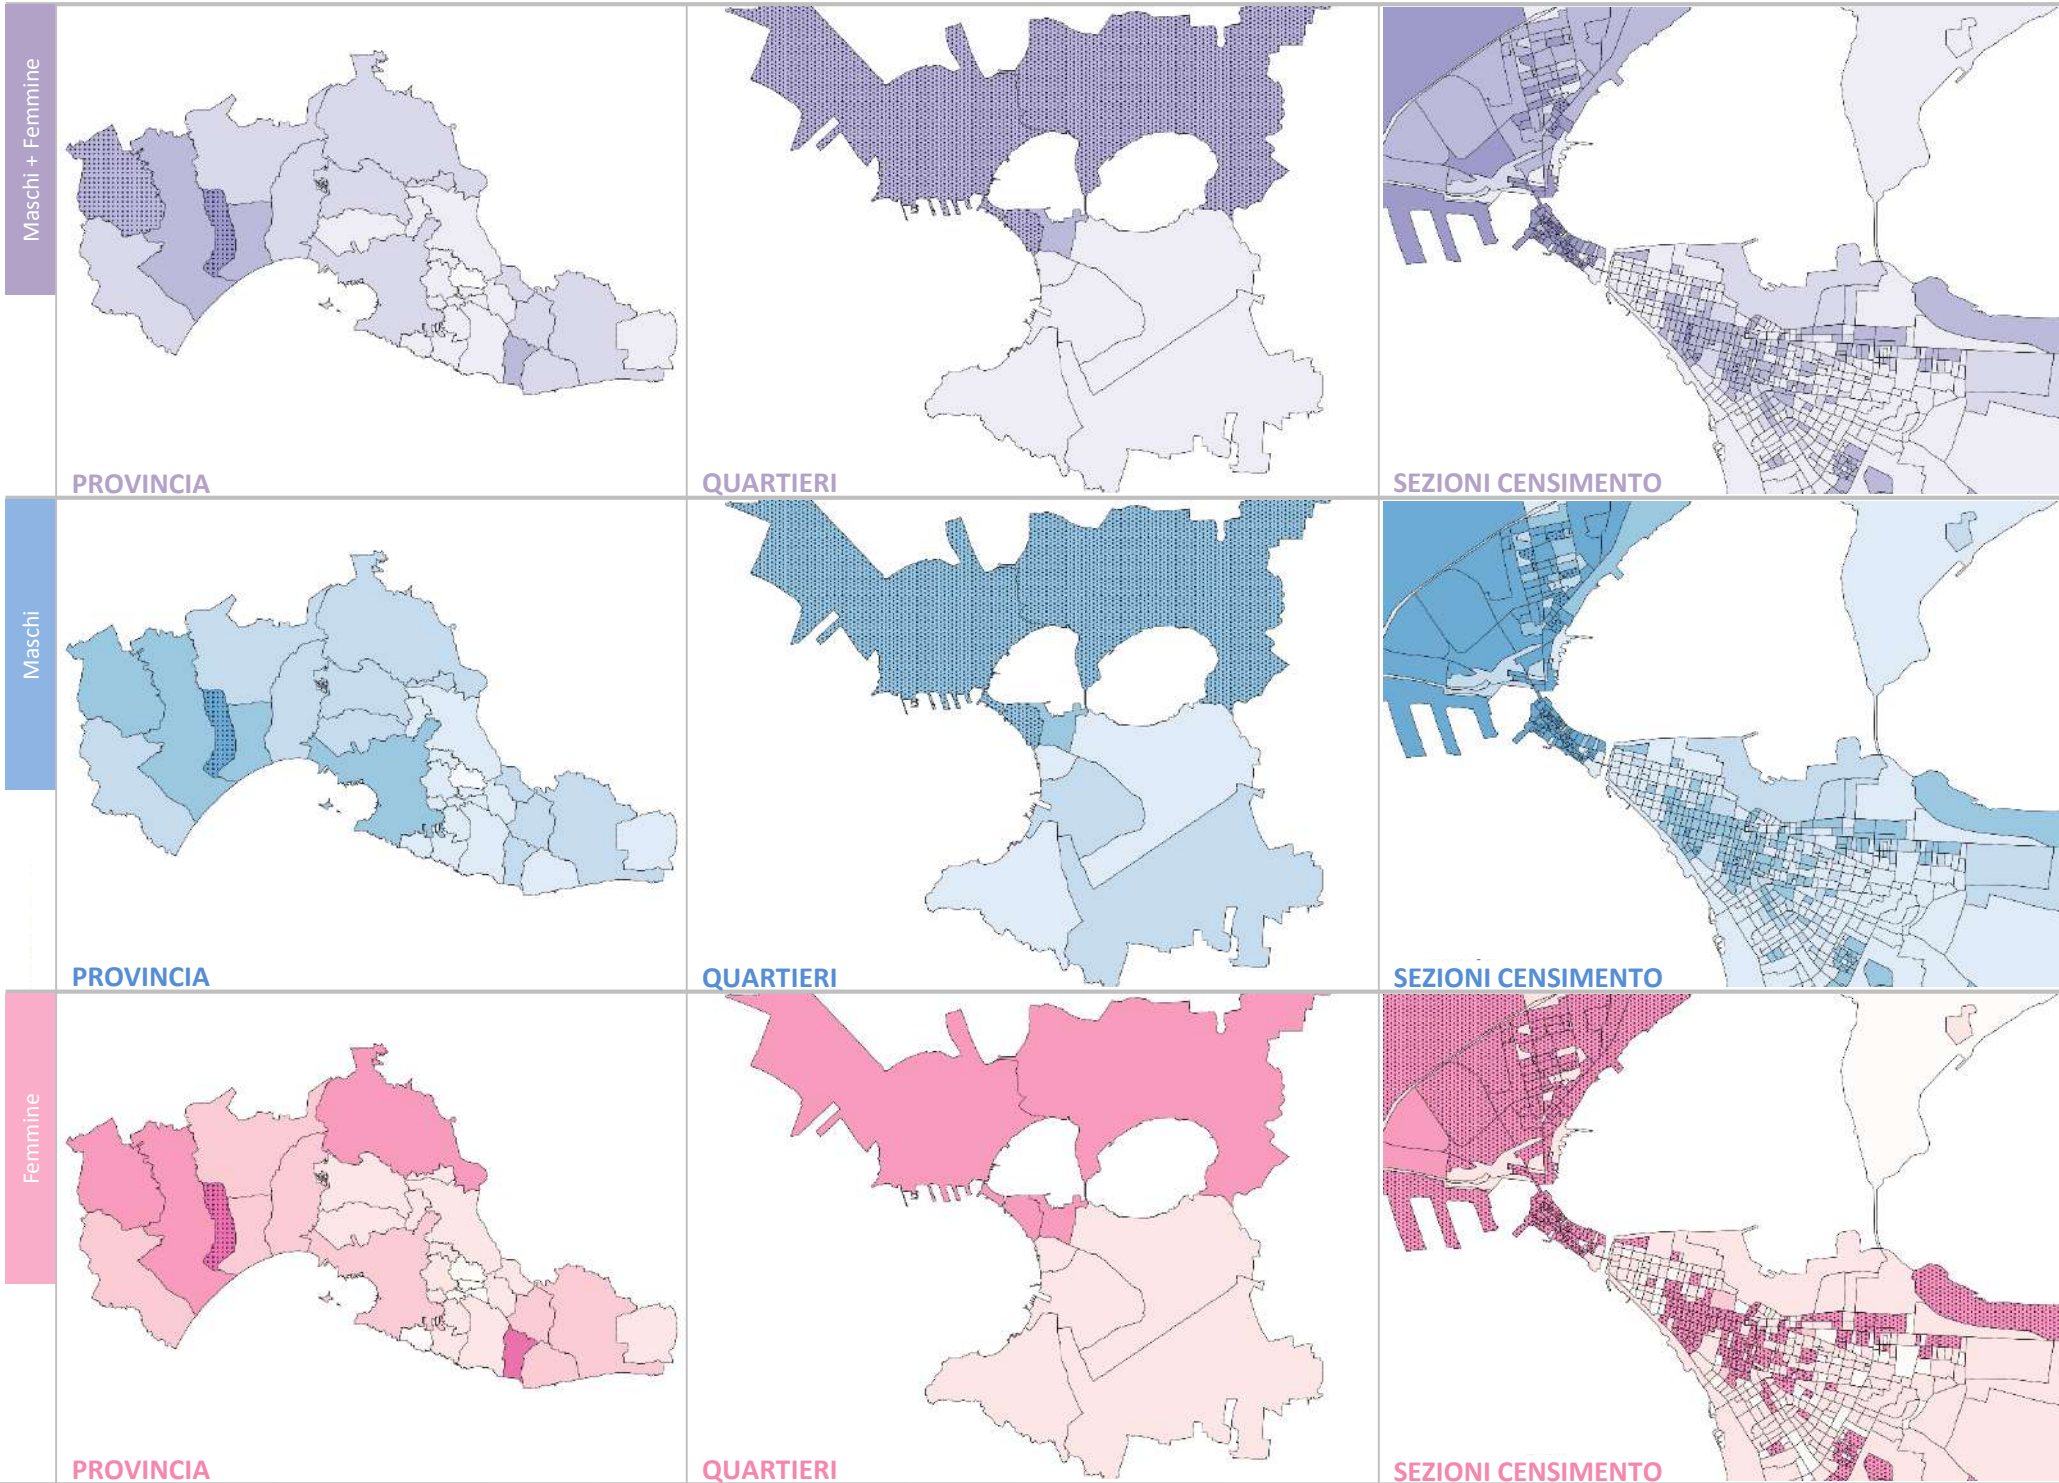 Maschi + Femmine
PROVINCIA
QUARTIERI
SEZIONI CENSIMENTO
Maschi
PROVINCIA
QUARTIERI
SEZIONI CENSIMENTO
Femmine
PROVINCIA
QUARTIERI
SEZIONI CENSIMENTO